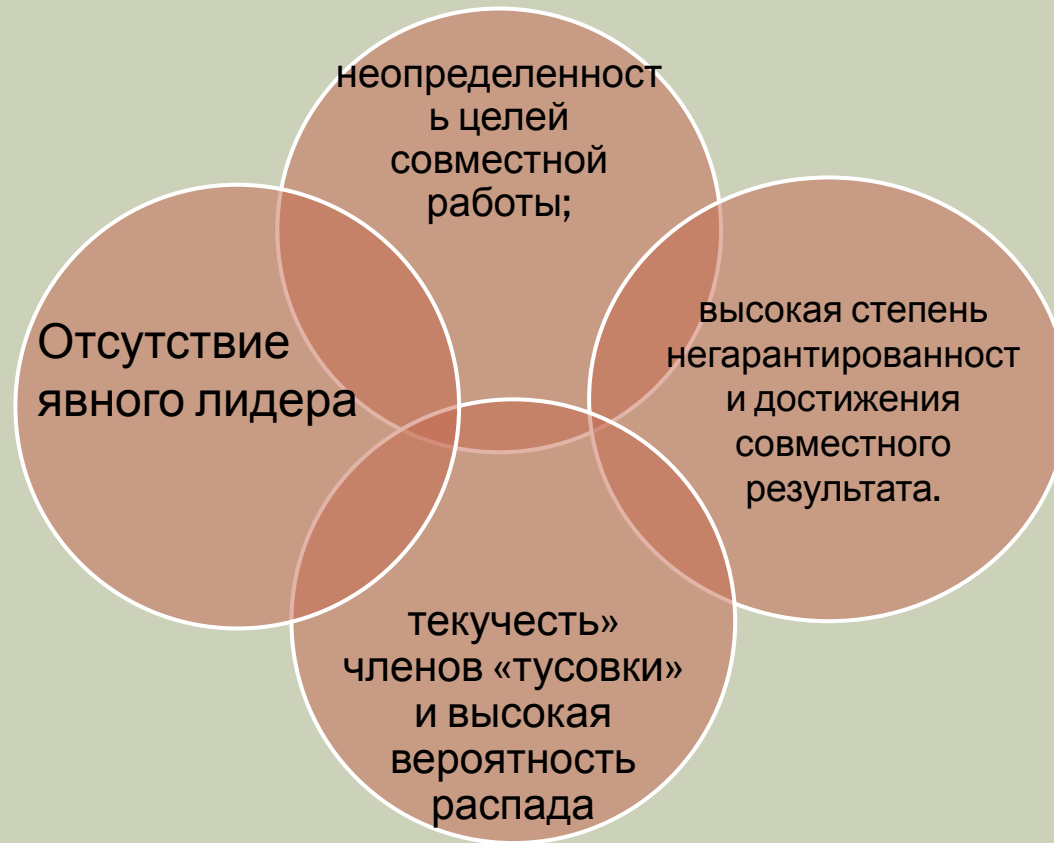 неопределенност
ь целей
совместной
работы;
Отсутствие
явного лидера
высокая степень
негарантированност
и достижения
совместного
результата.
текучесть»
членов «тусовки»
и высокая
вероятность
распада